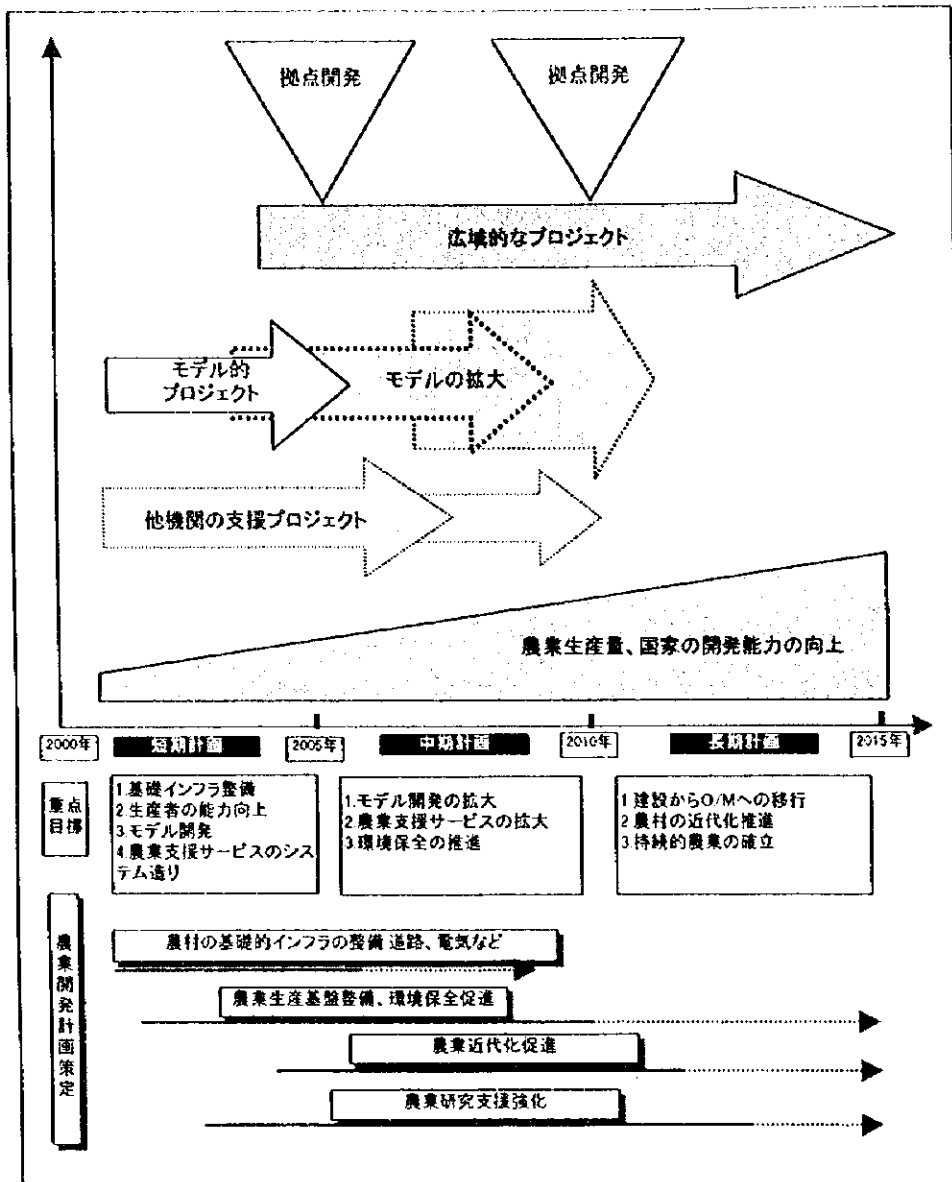 拠点開発
拠点開発
広域的なプロジェクト
モデル的
プロジェクト
モデルの拡大
他機関の支援プロジェクト
農業生産量、国家の開発能力の向上
2000年
短期計画
2005年
中期計画
2010年
長期計画
2015年
重点
目標
1.基礎インフラ整備
2.生産者の能力向上
3.モデル開発
4.農業支援サービスのシス
テム造り
1.モデル開発の拡大
2.農業支援サービスの拡大
3.環境保全の推進
1 建設からO/Mへの移行
2 農村の近代化推進
3.持続的農業の確立
農業開発計画策定
農村の基礎的インフラの整備 道路、電気など
農業生産基盤整備、環境保全促進
農業近代化促進
農業研究支援強化